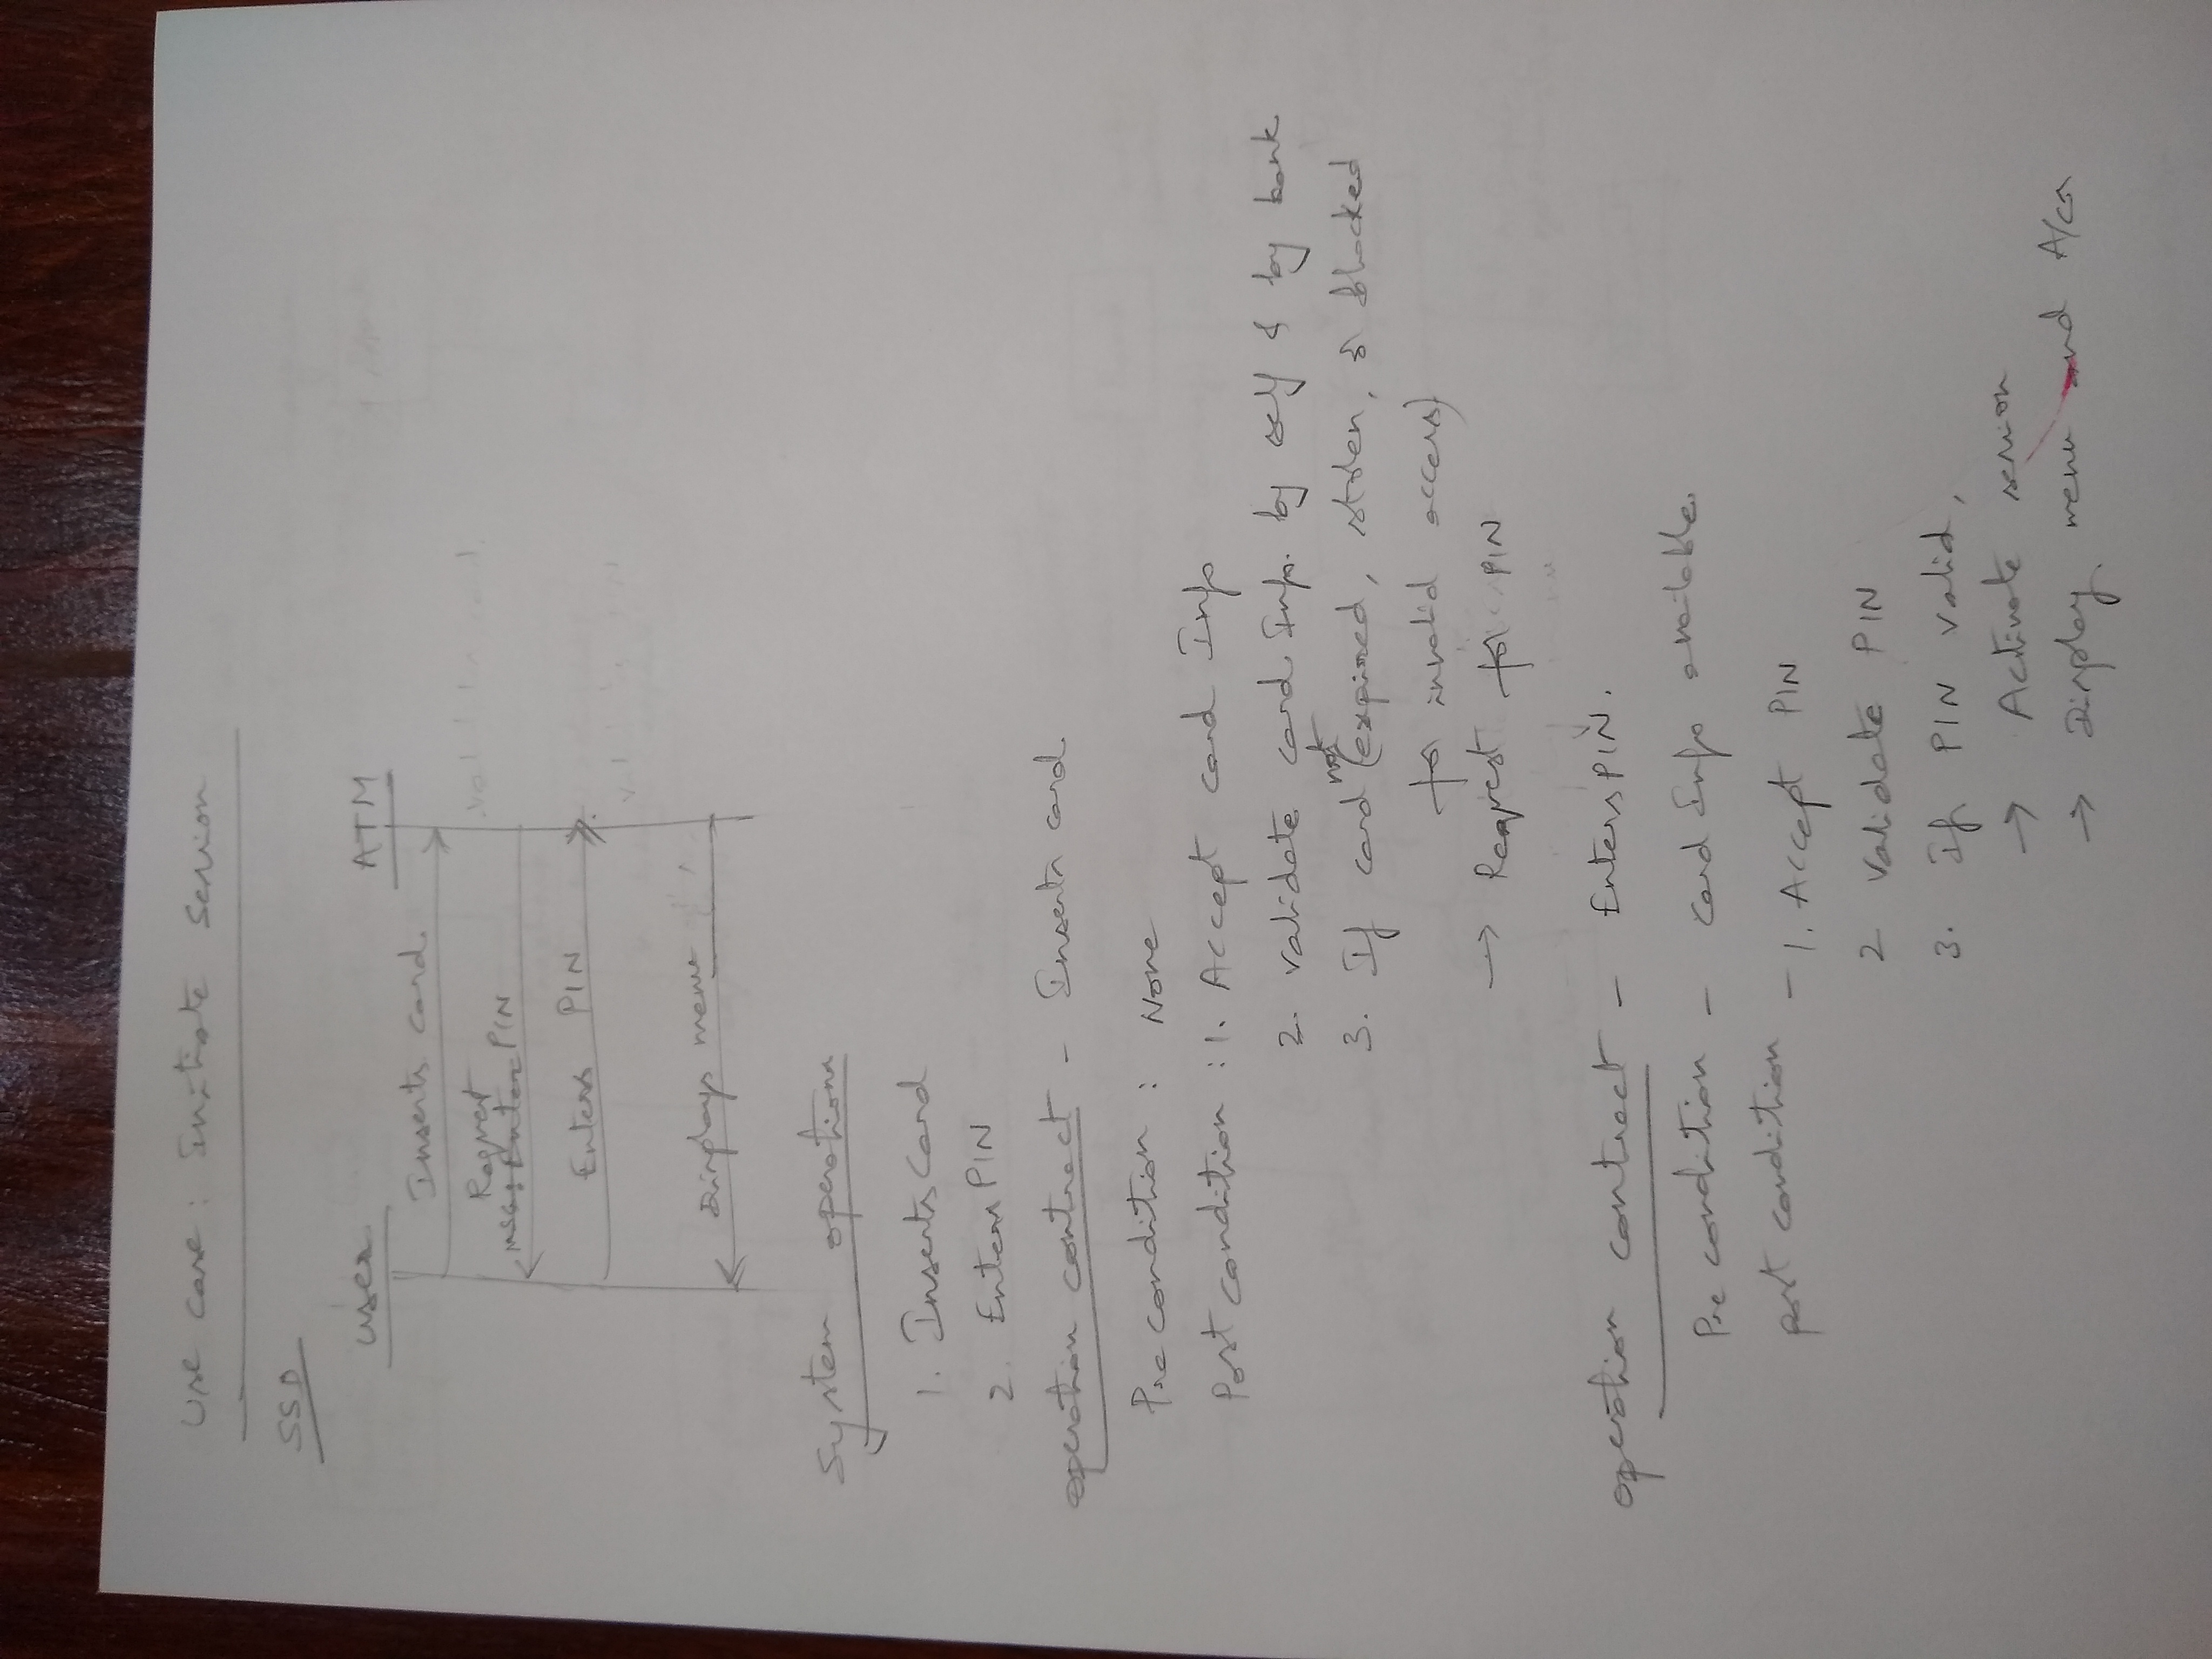 Use case: Initiate Session
SSD
user ATM
Inserts card.
Request
MSG: Enter PIN
Enters PIN
Displays menu
System operations
1. Inserts Card
2. Enters PIN
operation contract - Inserts card
Pre condition : None
Post condition : 1. Accept card Info
2. Validate card Info. by self & by bank
not
3. If card (expired, stolen, or blocked
for invalid access)
→ Request for PIN
operation contract - Enters PIN.
Pre condition - Card Info available
post condition - 1. Accept PIN
2 Validate PIN
3. If PIN valid,
→ Activate session
→ Display menu and A/cs